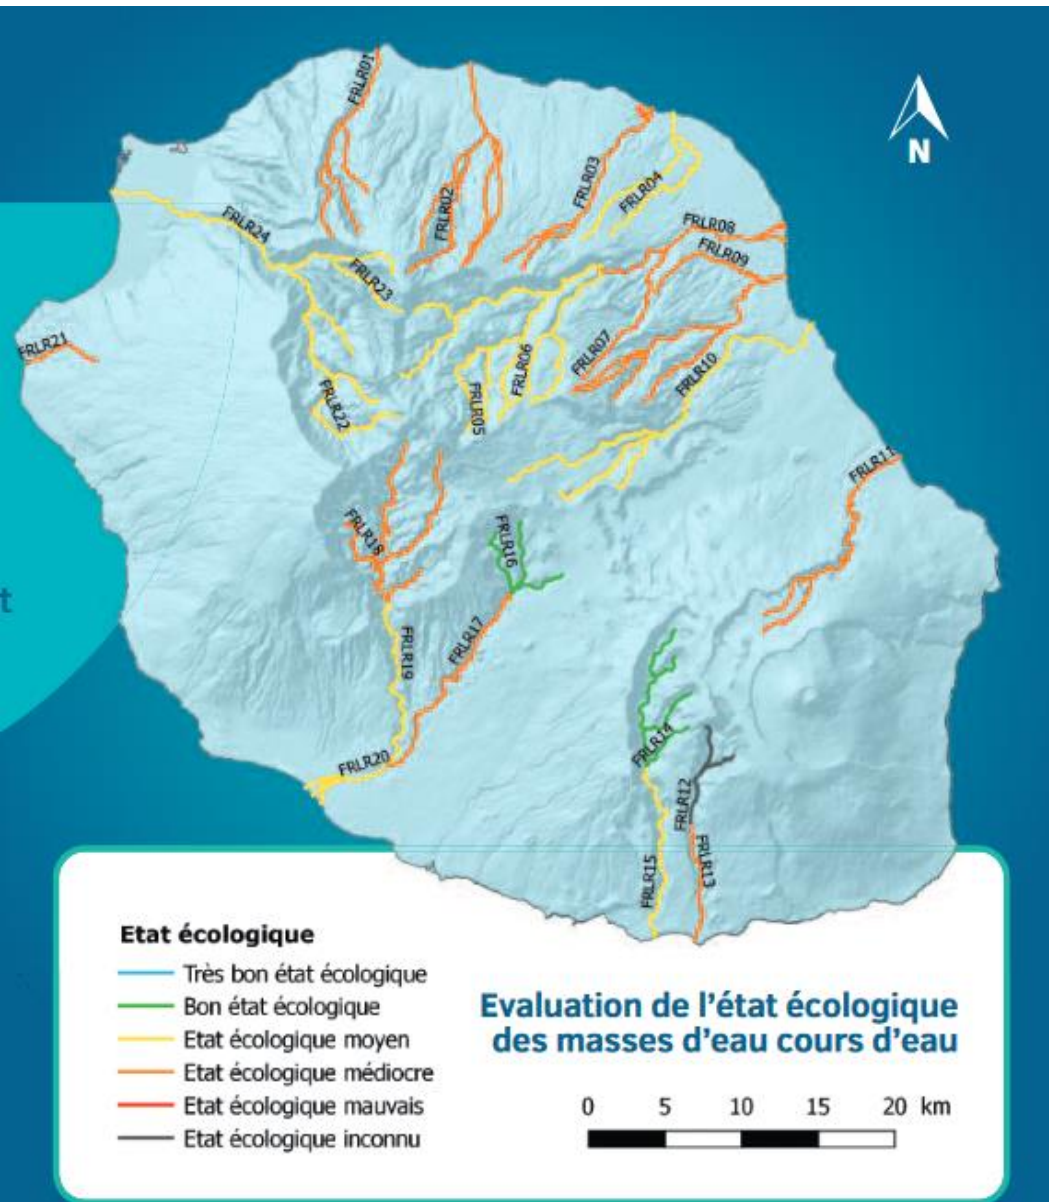 t
N
FRLR01
FRLR02
FRLR03
FRLR04
FRLR08
FRLR09
FRLR24
FRLR23
FRLR21
FRLR07
FRLR06
FRLR10
FRLR05
FRLR22
FRLR11
FRLR18
FRLR16
FRLR17
FRLR19
FRLR14
FRLR20
FRLR12
FRLR13
FRLR15
Etat écologique
Très bon état écologique
Bon état écologique
Etat écologique moyen
Etat écologique médiocre
Etat écologique mauvais
Etat écologique inconnu
Evaluation de l'état écologique
des masses d'eau cours d'eau
0 5 10 15 20 km